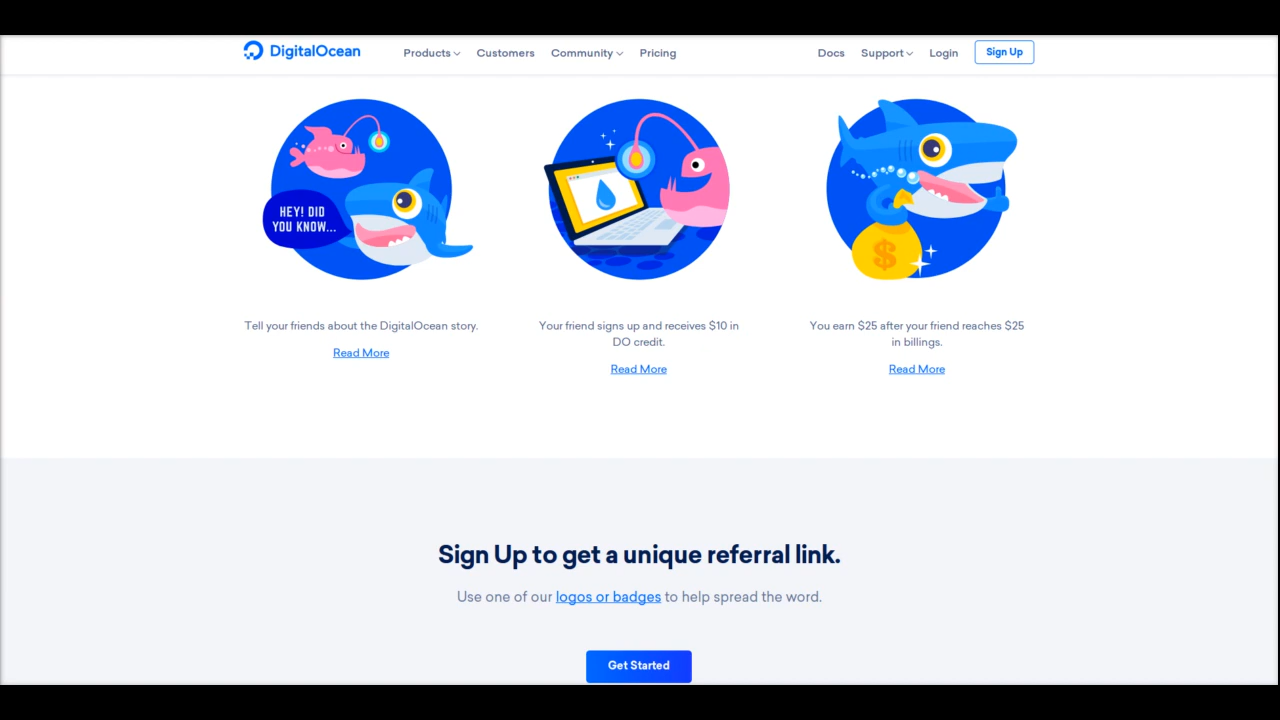 DigitalOcean Products Customers Community Pricing Docs Support Login Sign Up
HEY! DID
YOU KNOW...
$
Tell your friends about the DigitalOcean story.
Read More
Your friend signs up and receives $10 in
DO credit.
Read More
You earn $25 after your friend reaches $25
in billings.
Read More
Sign Up to get a unique referral link.
Use one of our logos or badges to help spread the word.
Get Started